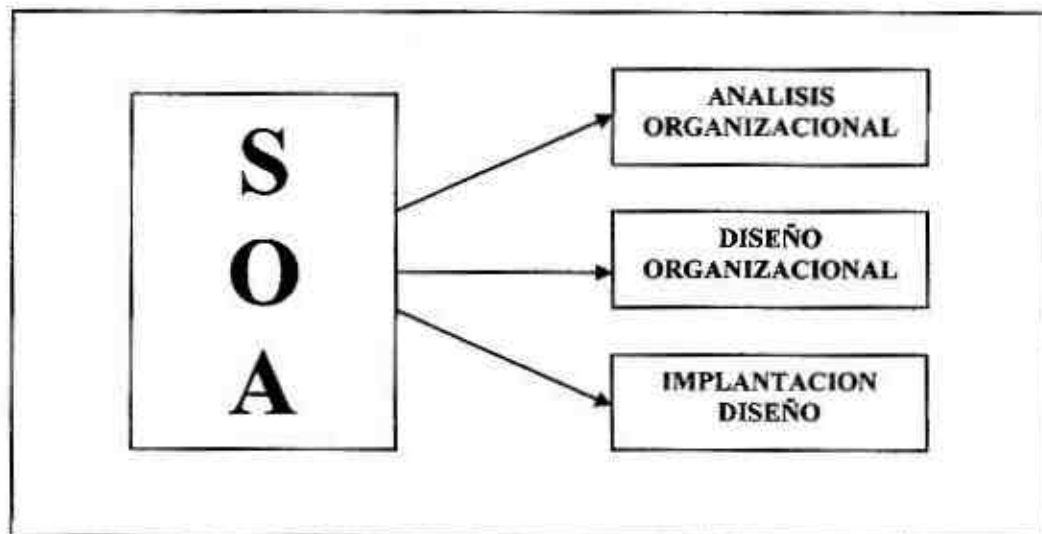 S
O
A
ANALISIS
ORGANIZACIONAL
DISEÑO
ORGANIZACIONAL
IMPLANTACION
DISEÑO